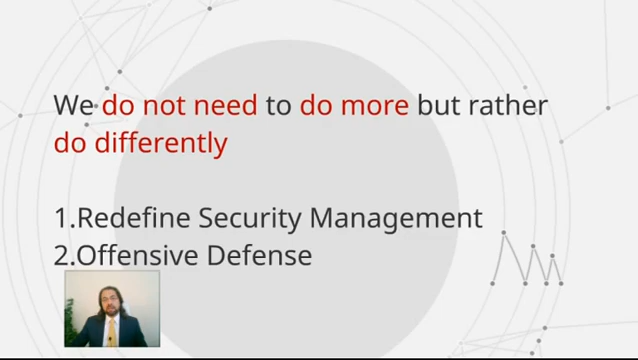 We do not need to do more but rather
do differently
1.Redefine Security Management
2.Offensive Defense